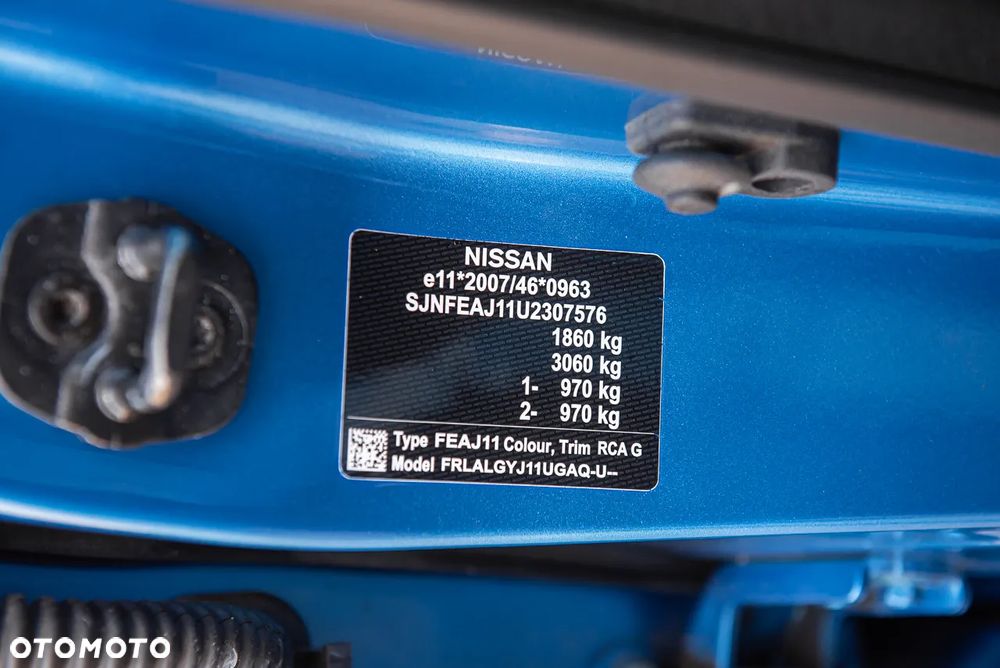 NISSAN
e11*2007/46*0963
SJNFEAJ11U2307576
1860 kg
3060 kg
1- 970 kg
2- 970 kg
Type FEAJ11 Colour, Trim RCA G
Model FRLALGYJ11UGAQ-U--
OTOMOTO